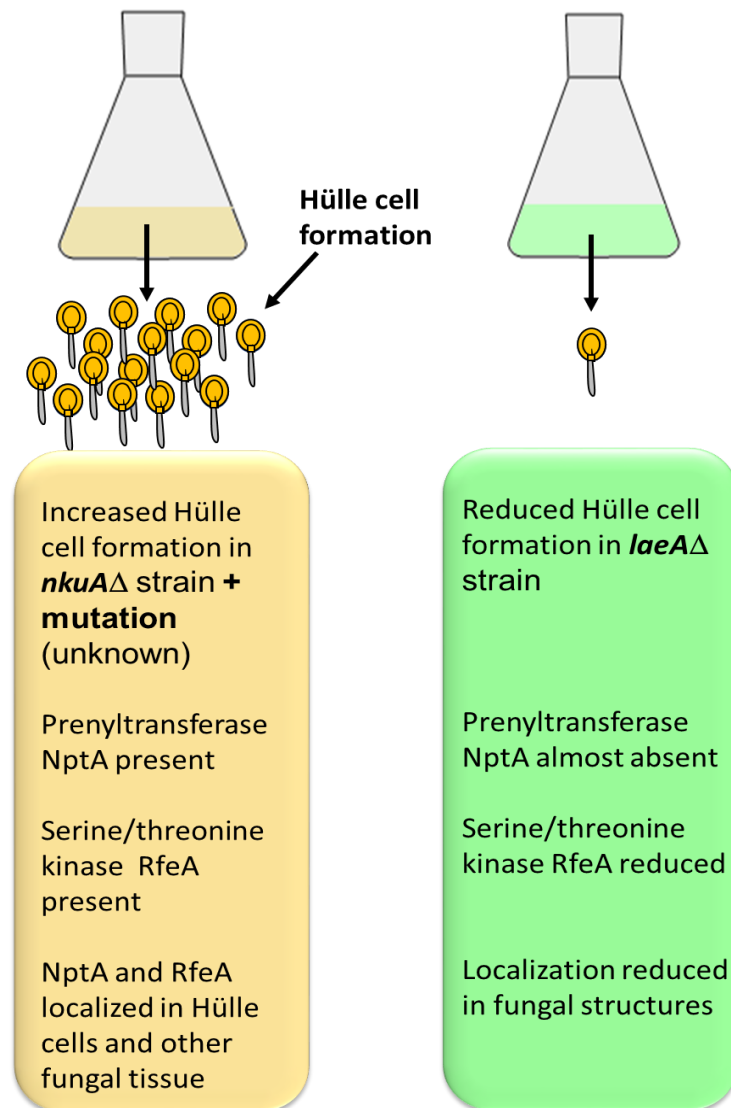 Hülle cell
formation
Increased Hülle
cell formation in
nkuAΔ strain +
mutation
(unknown)
Prenyltransferase
NptA present
Serine/threonine
kinase  RfeA
present
NptA and RfeA
localized in Hülle
cells and other
fungal tissue
Reduced Hülle cell
formation in laeAΔ
strain
Prenyltransferase
NptA almost absent
Serine/threonine
kinase RfeA reduced
Localization reduced
in fungal structures